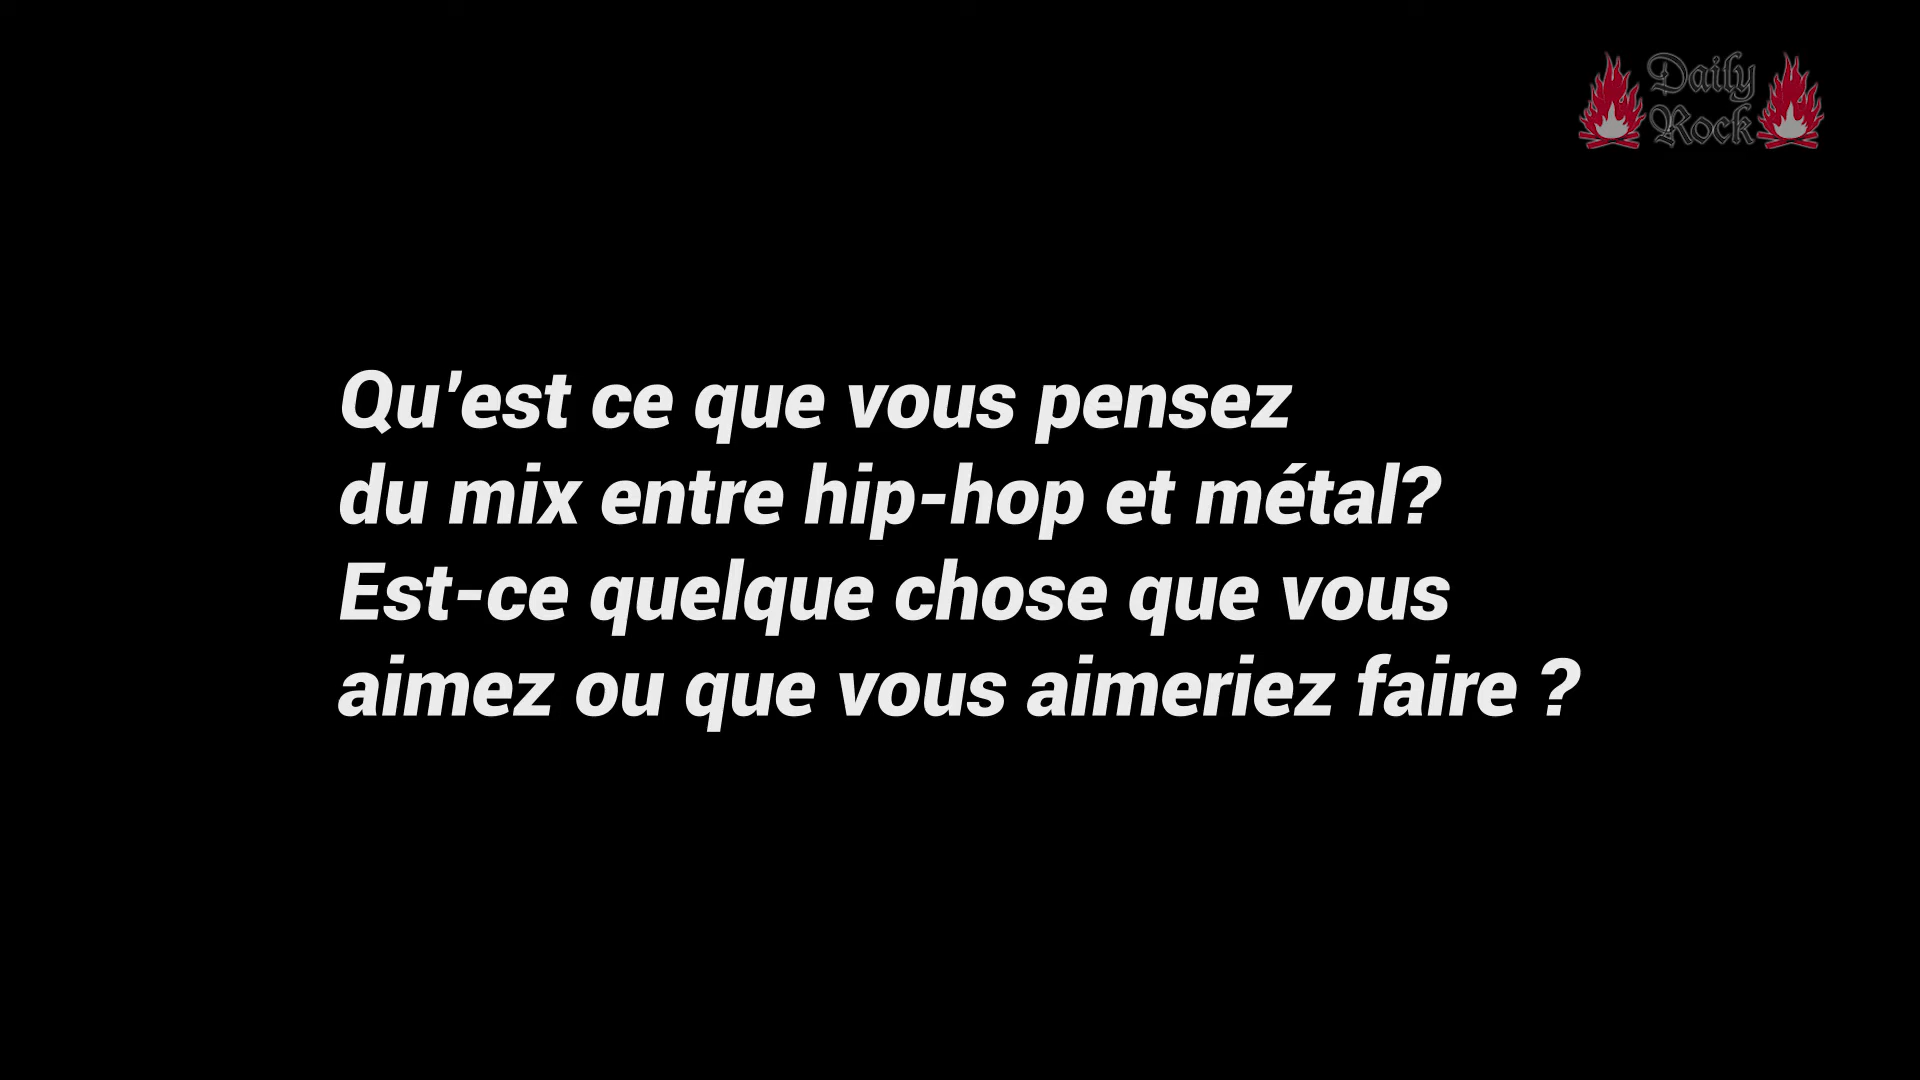 Daily
Rock
Qu'est ce que vous pensez
du mix entre hip-hop et métal?
Est-ce quelque chose que vous
aimez ou que vous aimeriez faire ?